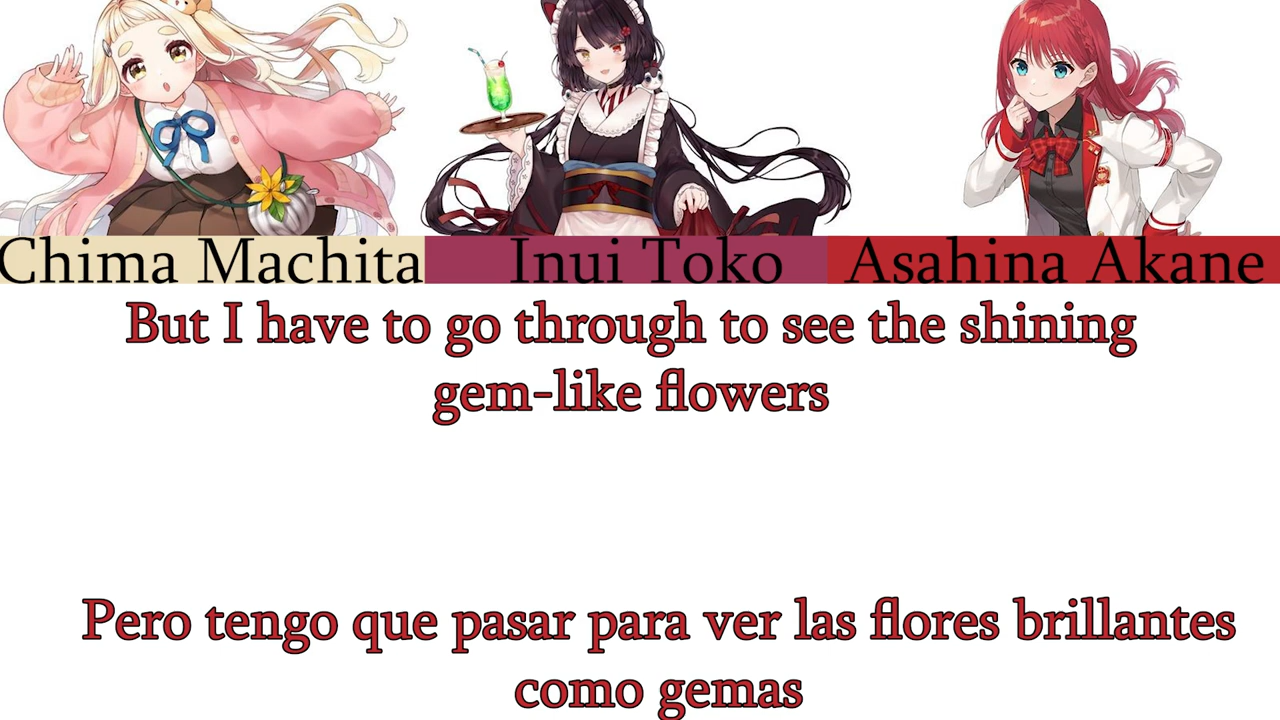 Chima Machita
Inui Toko
Asahina Akane
But I have to go through to see the shining
gem-like flowers
Pero tengo que pasar para ver las flores brillantes
como gemas